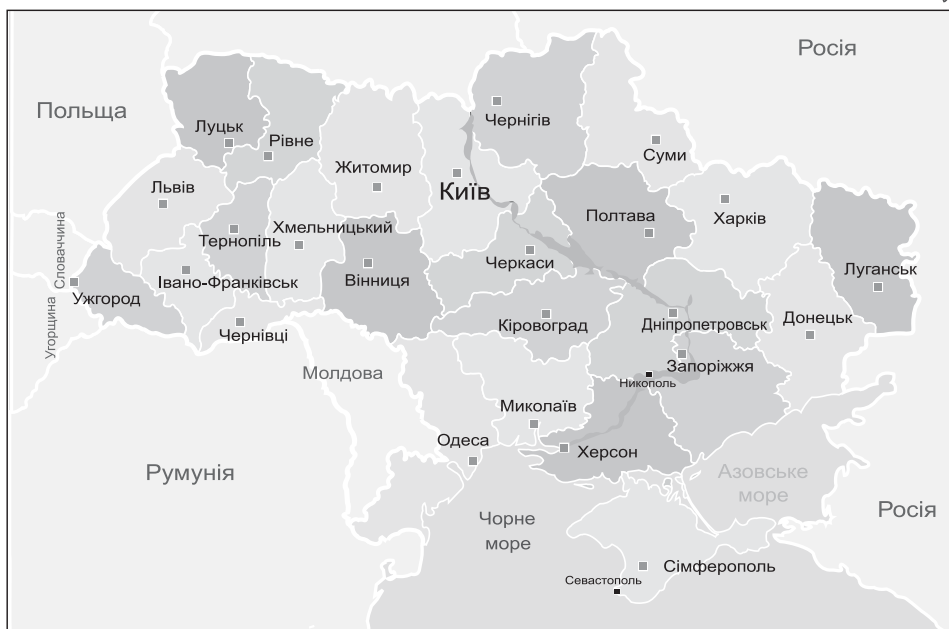 Росія
Польща
Чернігів
Луцьк
Рівне
Суми
Житомир
Київ
Львів
Полтава
Харків
Словаччина
Тернопіль
Хмельницький
Черкаси
Луганськ
Вінниця
Івано-Франківськ
Ужгород
Угорщина
Кіровоград
Дніпропетровськ
Донецьк
Чернівці
Молдова
Запоріжжя
Никополь
Миколаїв
Одеса
Херсон
Румунія
Азовське
море
Росія
Чорне
море
Сімферополь
Севастополь